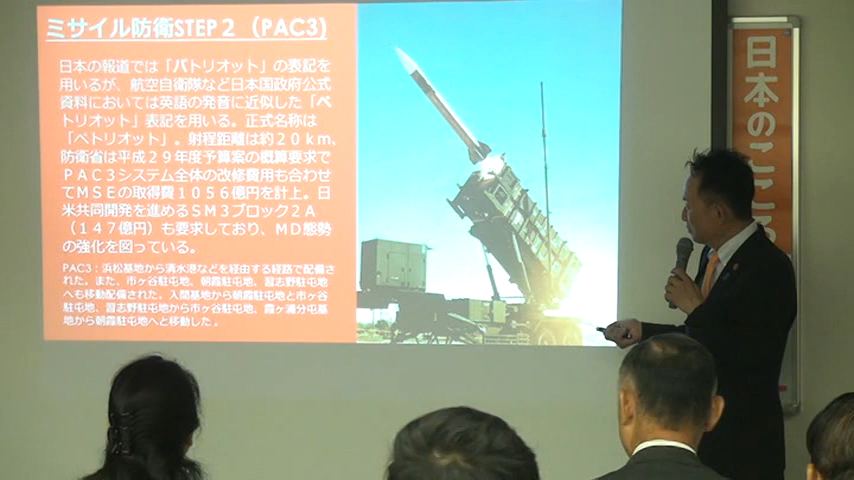 ミサイル防衛STEP２（PAC3）
日本の報道では「パトリオット」の表記を
用いるが、航空自衛隊など日本国政府公式
資料においては英語の発音に近似した「ペ
トリオット」表記を用いる。正式名称は
「ペトリオット」。射程距離は約２０ｋｍ、
防衛省は平成２９年度予算案の概算要求で
ＰＡＣ３システム全体の改修費用も合わせ
てＭＳＥの取得費１０５６億円を計上。日
米共同開発を進めるＳＭ３ブロック２Ａ
（１４７億円）も要求しており、ＭＤ態勢
の強化を図っている。
PAC3：浜松基地から清水港などを経由する経路で配備さ
れた。また、市ヶ谷駐屯地、朝霞駐屯地、習志野駐屯地
へも移動配備された。入間基地から朝霞駐屯地と市ヶ谷
駐屯地、習志野駐屯地から市ヶ谷駐屯地、霞ヶ浦分屯基
地から朝霞駐屯地へと移動した。
日本のこころ